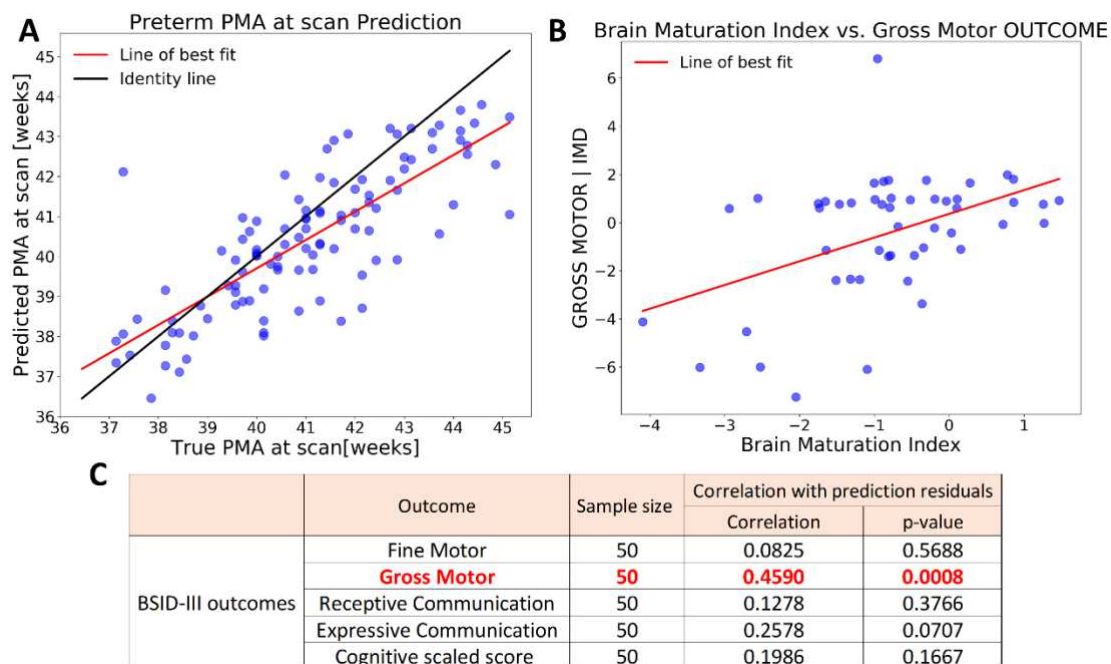 A
Preterm PMA at scan Prediction
Line of best fit
Identity line
Predicted PMA at scan [weeks]
45
44
43
42
41
40
39
38
37
36
36 37 38 39 40 41 42 43 44 45
True PMA at scan[weeks]
B
Brain Maturation Index vs. Gross Motor OUTCOME
Line of best fit
GROSS MOTOR | IMD
6
4
2
0
−2
−4
−6
−4 −3 −2 −1 0 1
Brain Maturation Index
C
Outcome Sample size Correlation with prediction residuals
Correlation p-value
BSID-III outcomes
Fine Motor 50 0.0825 0.5688
Gross Motor 50 0.4590 0.0008
Receptive Communication 50 0.1278 0.3766
Expressive Communication 50 0.2578 0.0707
Cognitive scaled score 50 0.1986 0.1667